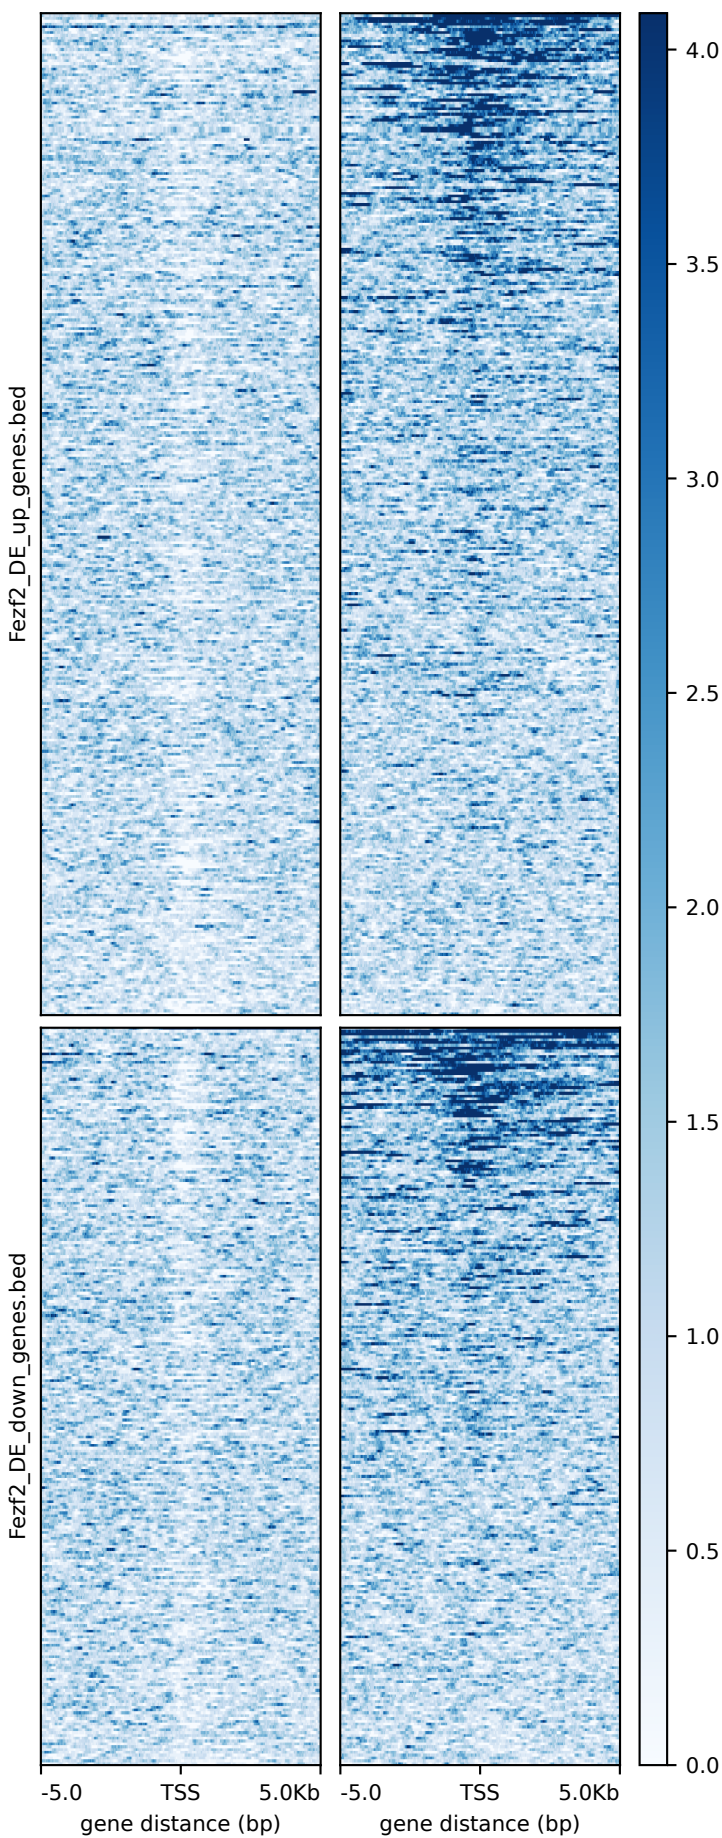 4.0
3.5
3.0
2.5
2.0
1.5
1.0
0.5
0.0
Fezf2_DE_up_genes.bed
Fezf2_DE_down_genes.bed
-5.0 TSS 5.0Kb
gene distance (bp)
-5.0 TSS 5.0Kb
gene distance (bp)